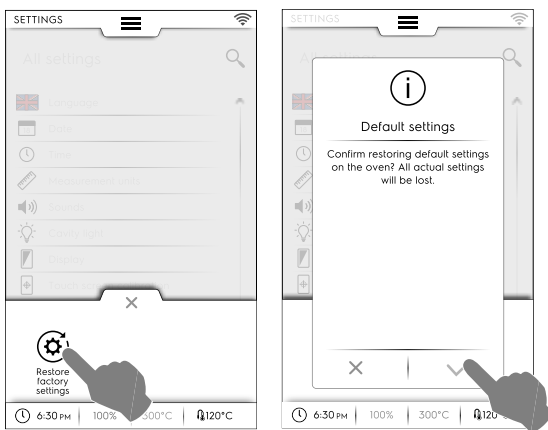 SETTINGS
All settings
Language
Date
Time
Measurement units
Sounds
Cavity light
Display
Restore
factory
settings
6:30 PM
100%
300°C
120°C
SETTINGS
Default settings
Confirm restoring default settings
on the oven? All actual settings
will be lost.
6:30 PM
100%
300°C
120